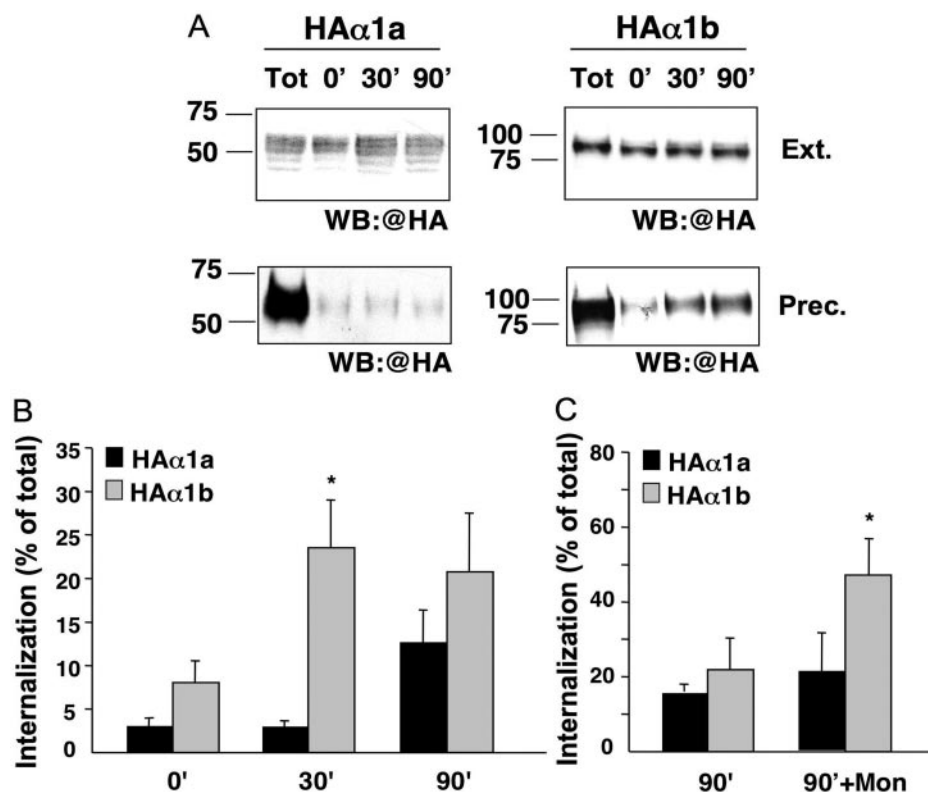 A
HAα1a HAα1b
Tot 0' 30' 90' Tot 0' 30' 90'
75
50
100
75
Ext.
WB:@HA WB:@HA
75
50
100
75
Prec.
WB:@HA WB:@HA
B
Internalization (% of total)
35
30
25
20
15
10
5
0
HAα1a
HAα1b
*
0' 30' 90'
C
Internalization (% of total)
80
60
40
20
0
HAα1a
HAα1b
*
90' 90'+Mon